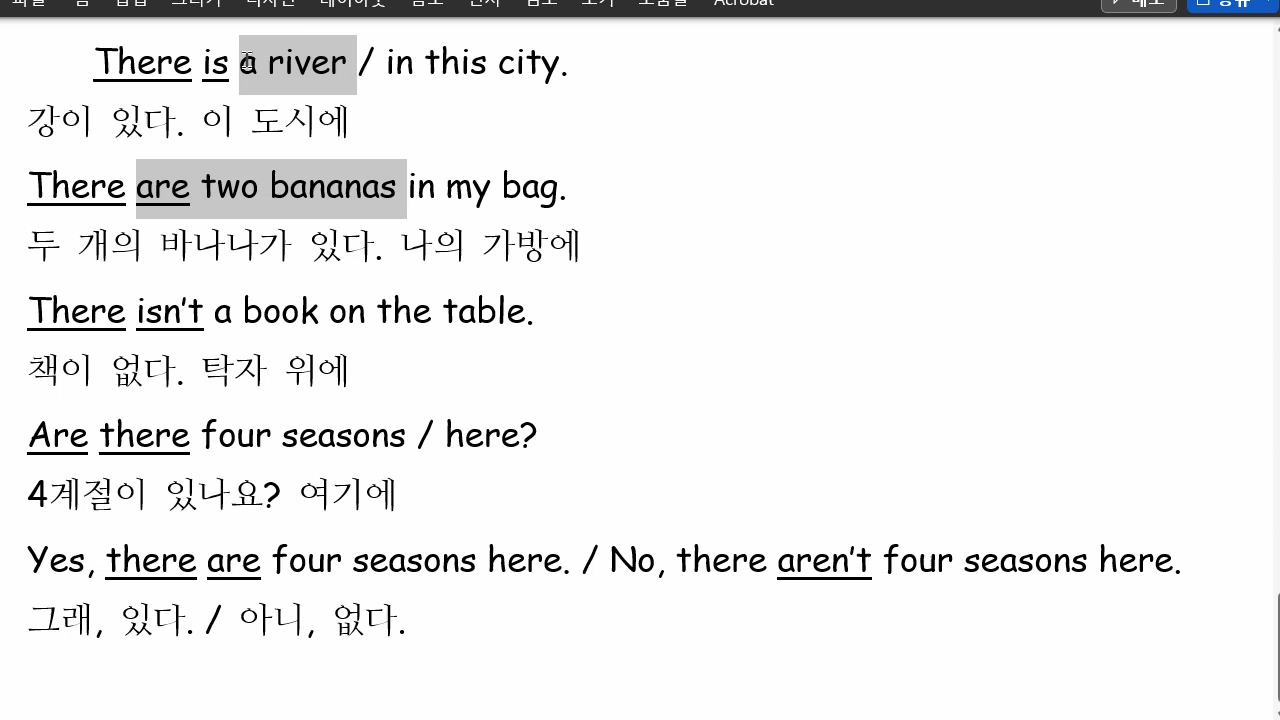 Acrobat
There is a river / in this city.
강이 있다. 이 도시에
There are two bananas in my bag.
두 개의 바나나가 있다. 나의 가방에
There isn’t a book on the table.
책이 없다. 탁자 위에
Are there four seasons / here?
4계절이 있나요? 여기에
Yes, there are four seasons here. / No, there aren’t four seasons here.
그래, 있다. / 아니, 없다.